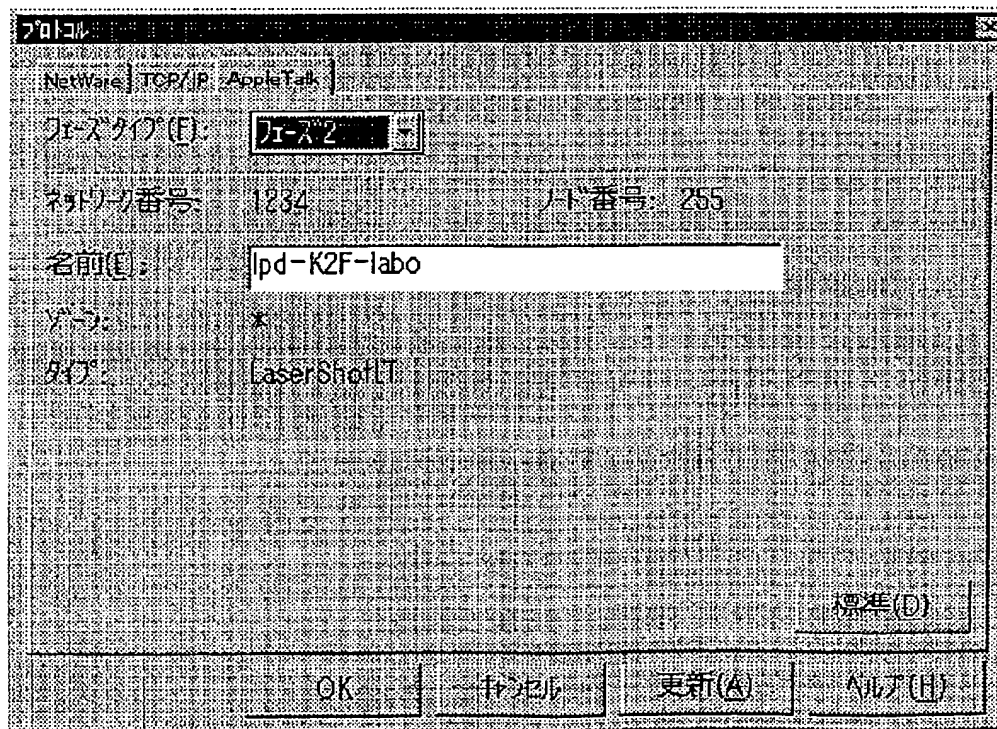 プロトコル
NetWare TCP/IP AppleTalk
フェーズタイプ(F): フェーズ2
ネットワーク番号: 1234 ノード番号: 255
名前(E): lpd-K2F-labo
ゾーン: *
タイプ: LaserShotLT
標準(D)
OK キャンセル 更新(A) ヘルプ(H)